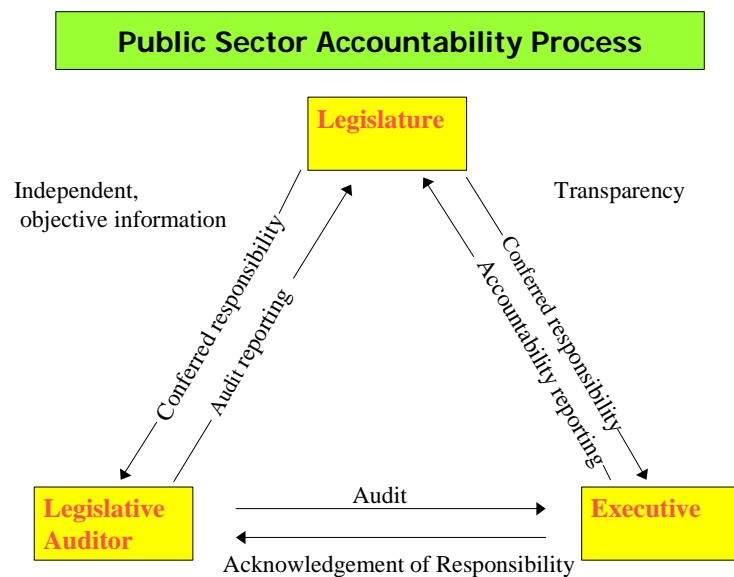 Public Sector Accountability Process
Legislature
Independent,
objective information
Transparency
Conferred responsibility
Audit reporting
Conferred responsibility
Accountability reporting
Legislative
Auditor
Audit
Executive
Acknowledgement of Responsibility